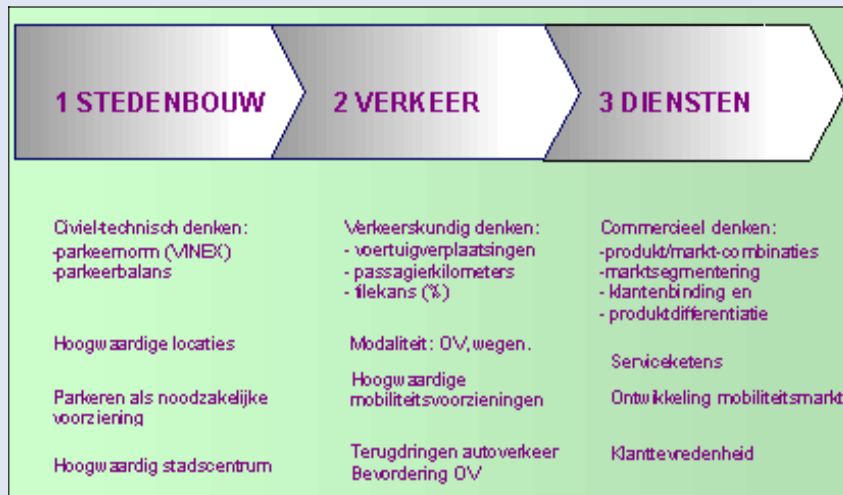 1 STEDENBOUW
2 VERKEER
3 DIENSTEN
Civiel-technisch denken:
-parkeernorm (VINEX)
-parkeerbalans
Hoogwaardige locaties
Parkeren als noodzakelijke
voorziening
Hoogwaardig stadscentrum
Verkeerskundig denken:
- voertuigverplaatsingen
- passagierkilometers
- filekans (%)
Modaliteit: OV, wegen.
Hoogwaardige
mobiliteitsvoorzieningen
Terugdringen autoverkeer
Bevordering OV
Commercieel denken:
-produkt/markt-combinaties
-marktsegmentering
- klantenbinding en
- produktdifferentiatie
Serviceketens
Ontwikkeling mobiliteitsmarkt
Klanttevredenheid